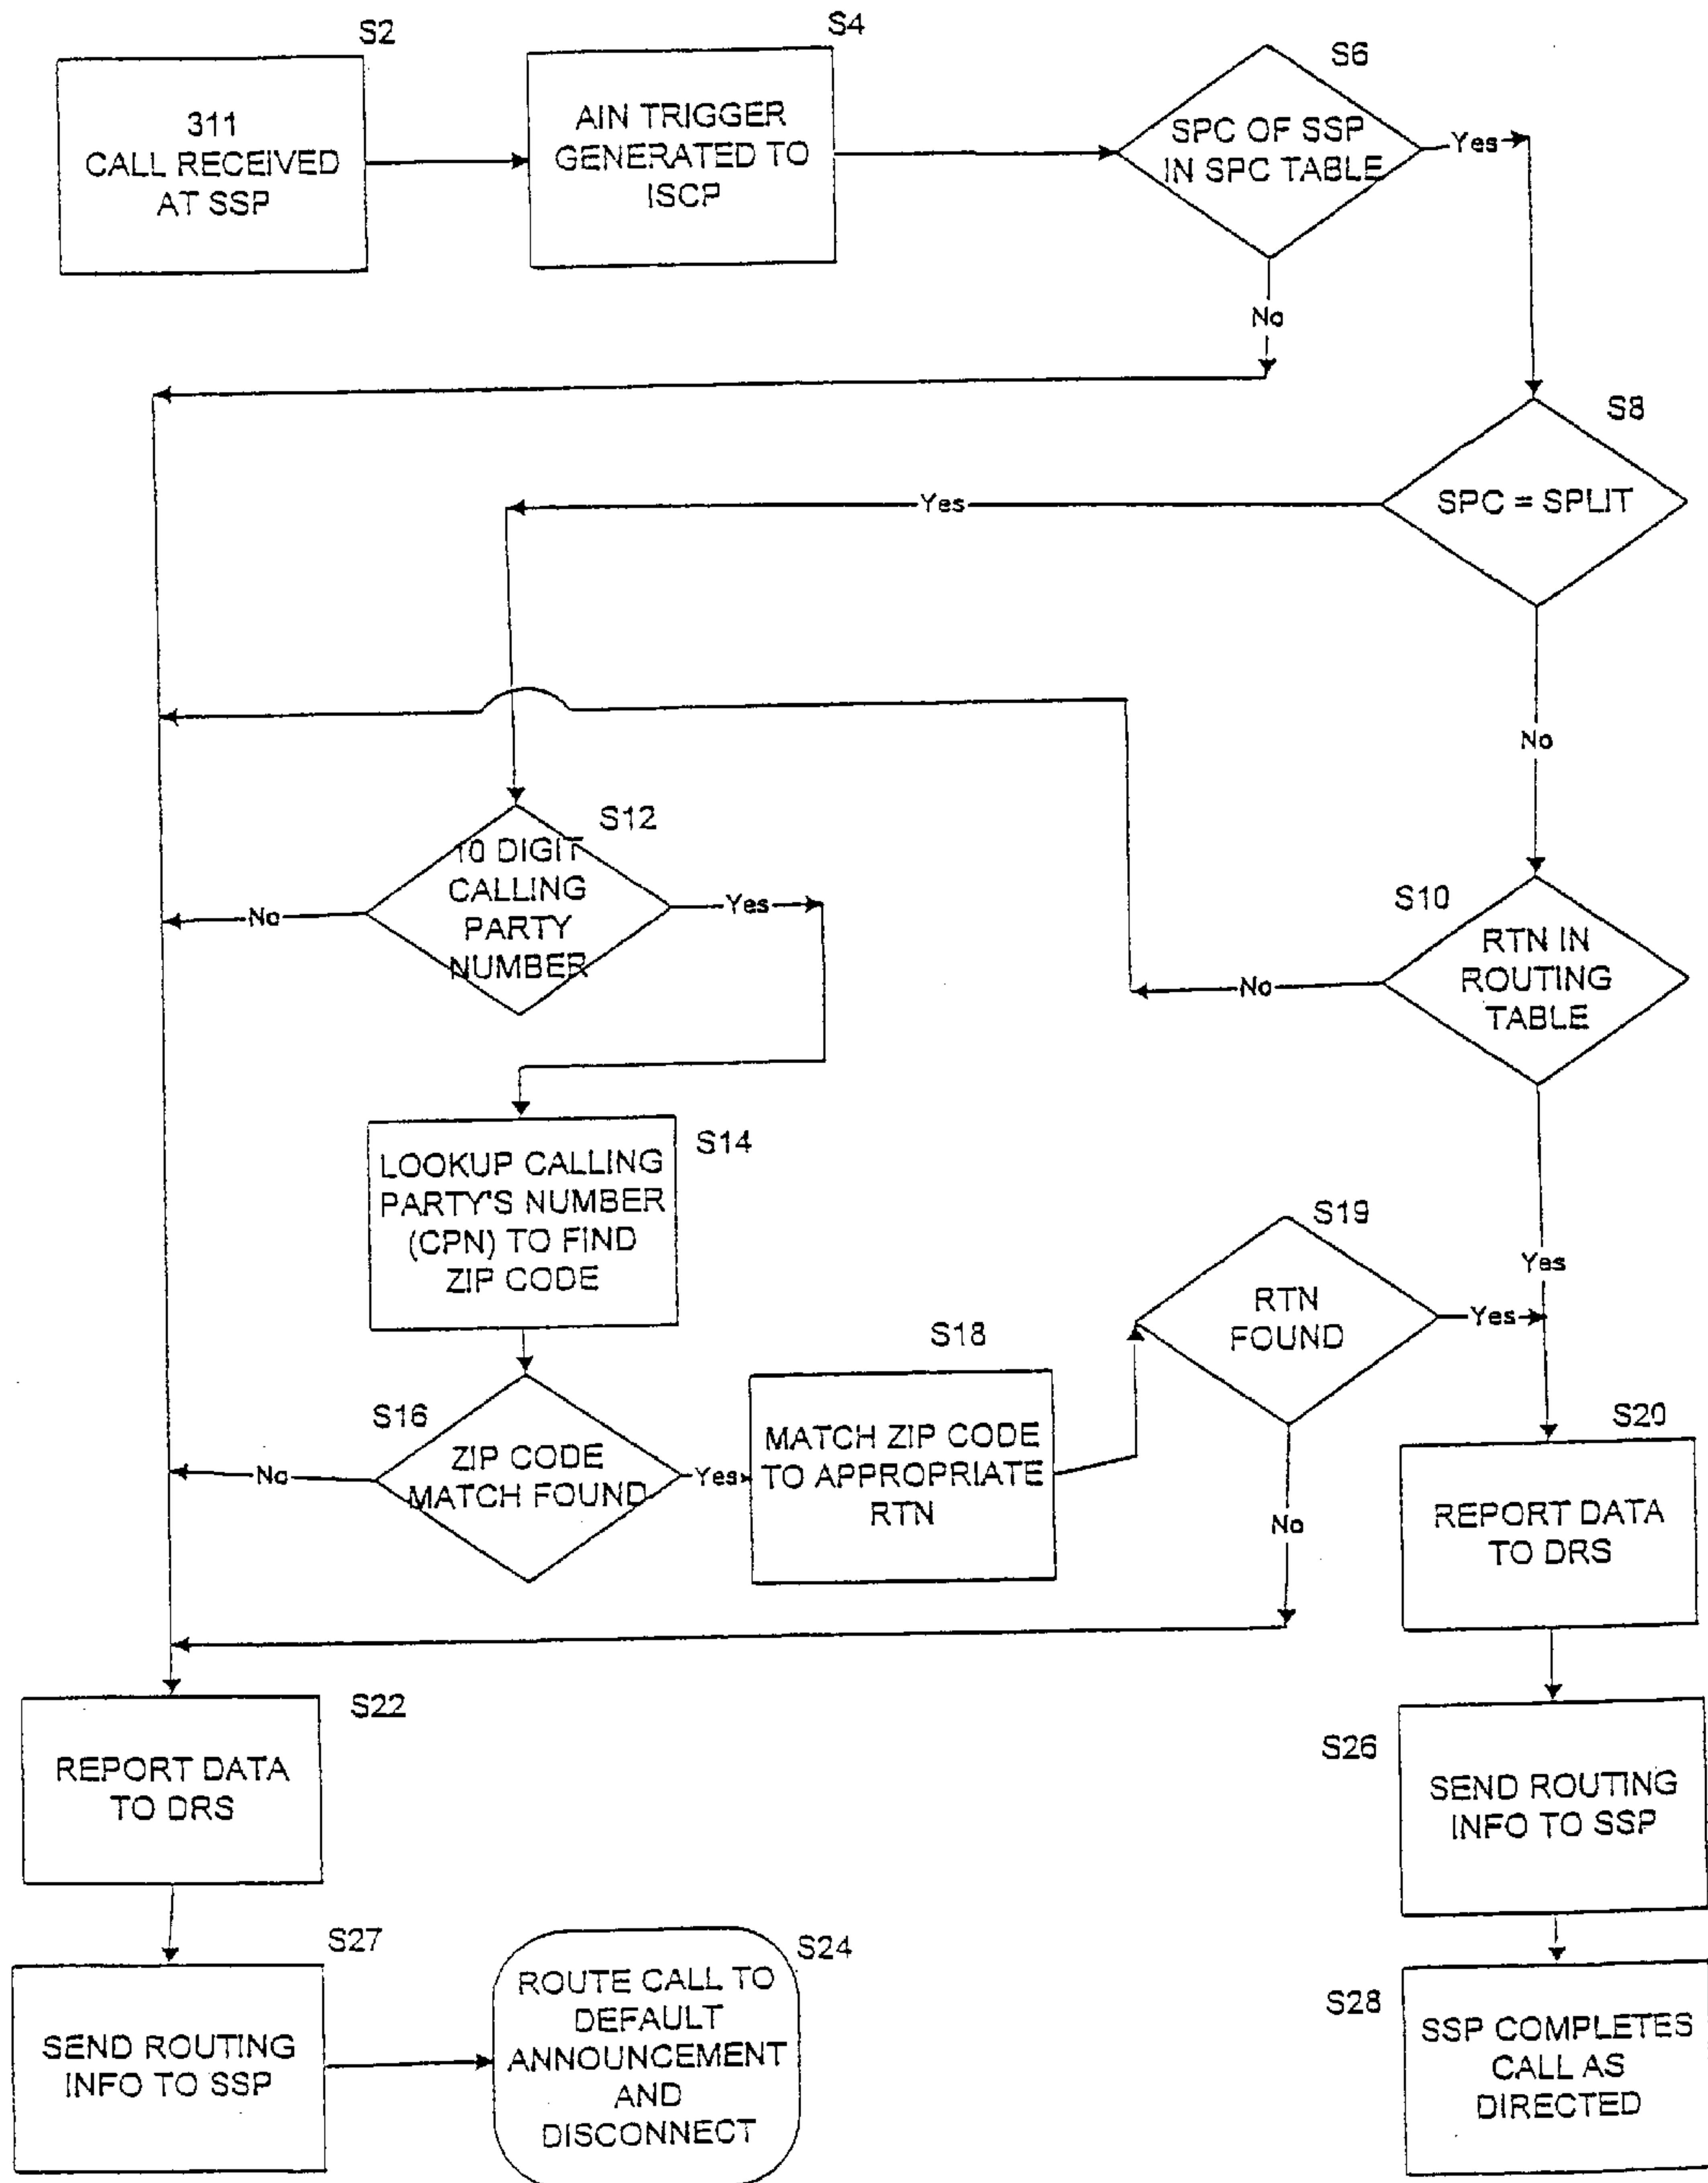 S2
311
CALL RECEIVED
AT SSP
S4
AIN TRIGGER
GENERATED TO
ISCP
S6
SPC OF SSP
IN SPC TABLE
Yes
No
S8
SPC = SPLIT
Yes
No
S12
10 DIGIT
CALLING
PARTY
NUMBER
No
Yes
S10
RTN IN
ROUTING
TABLE
No
Yes
S14
LOOKUP CALLING
PARTY'S NUMBER
(CPN) TO FIND
ZIP CODE
S16
ZIP CODE
MATCH FOUND
No
Yes
S18
MATCH ZIP CODE
TO APPROPRIATE
RTN
S19
RTN
FOUND
Yes
No
S20
REPORT DATA
TO DRS
S22
REPORT DATA
TO DRS
S26
SEND ROUTING
INFO TO SSP
S27
SEND ROUTING
INFO TO SSP
S24
ROUTE CALL TO
DEFAULT
ANNOUNCEMENT
AND
DISCONNECT
S28
SSP COMPLETES
CALL AS
DIRECTED